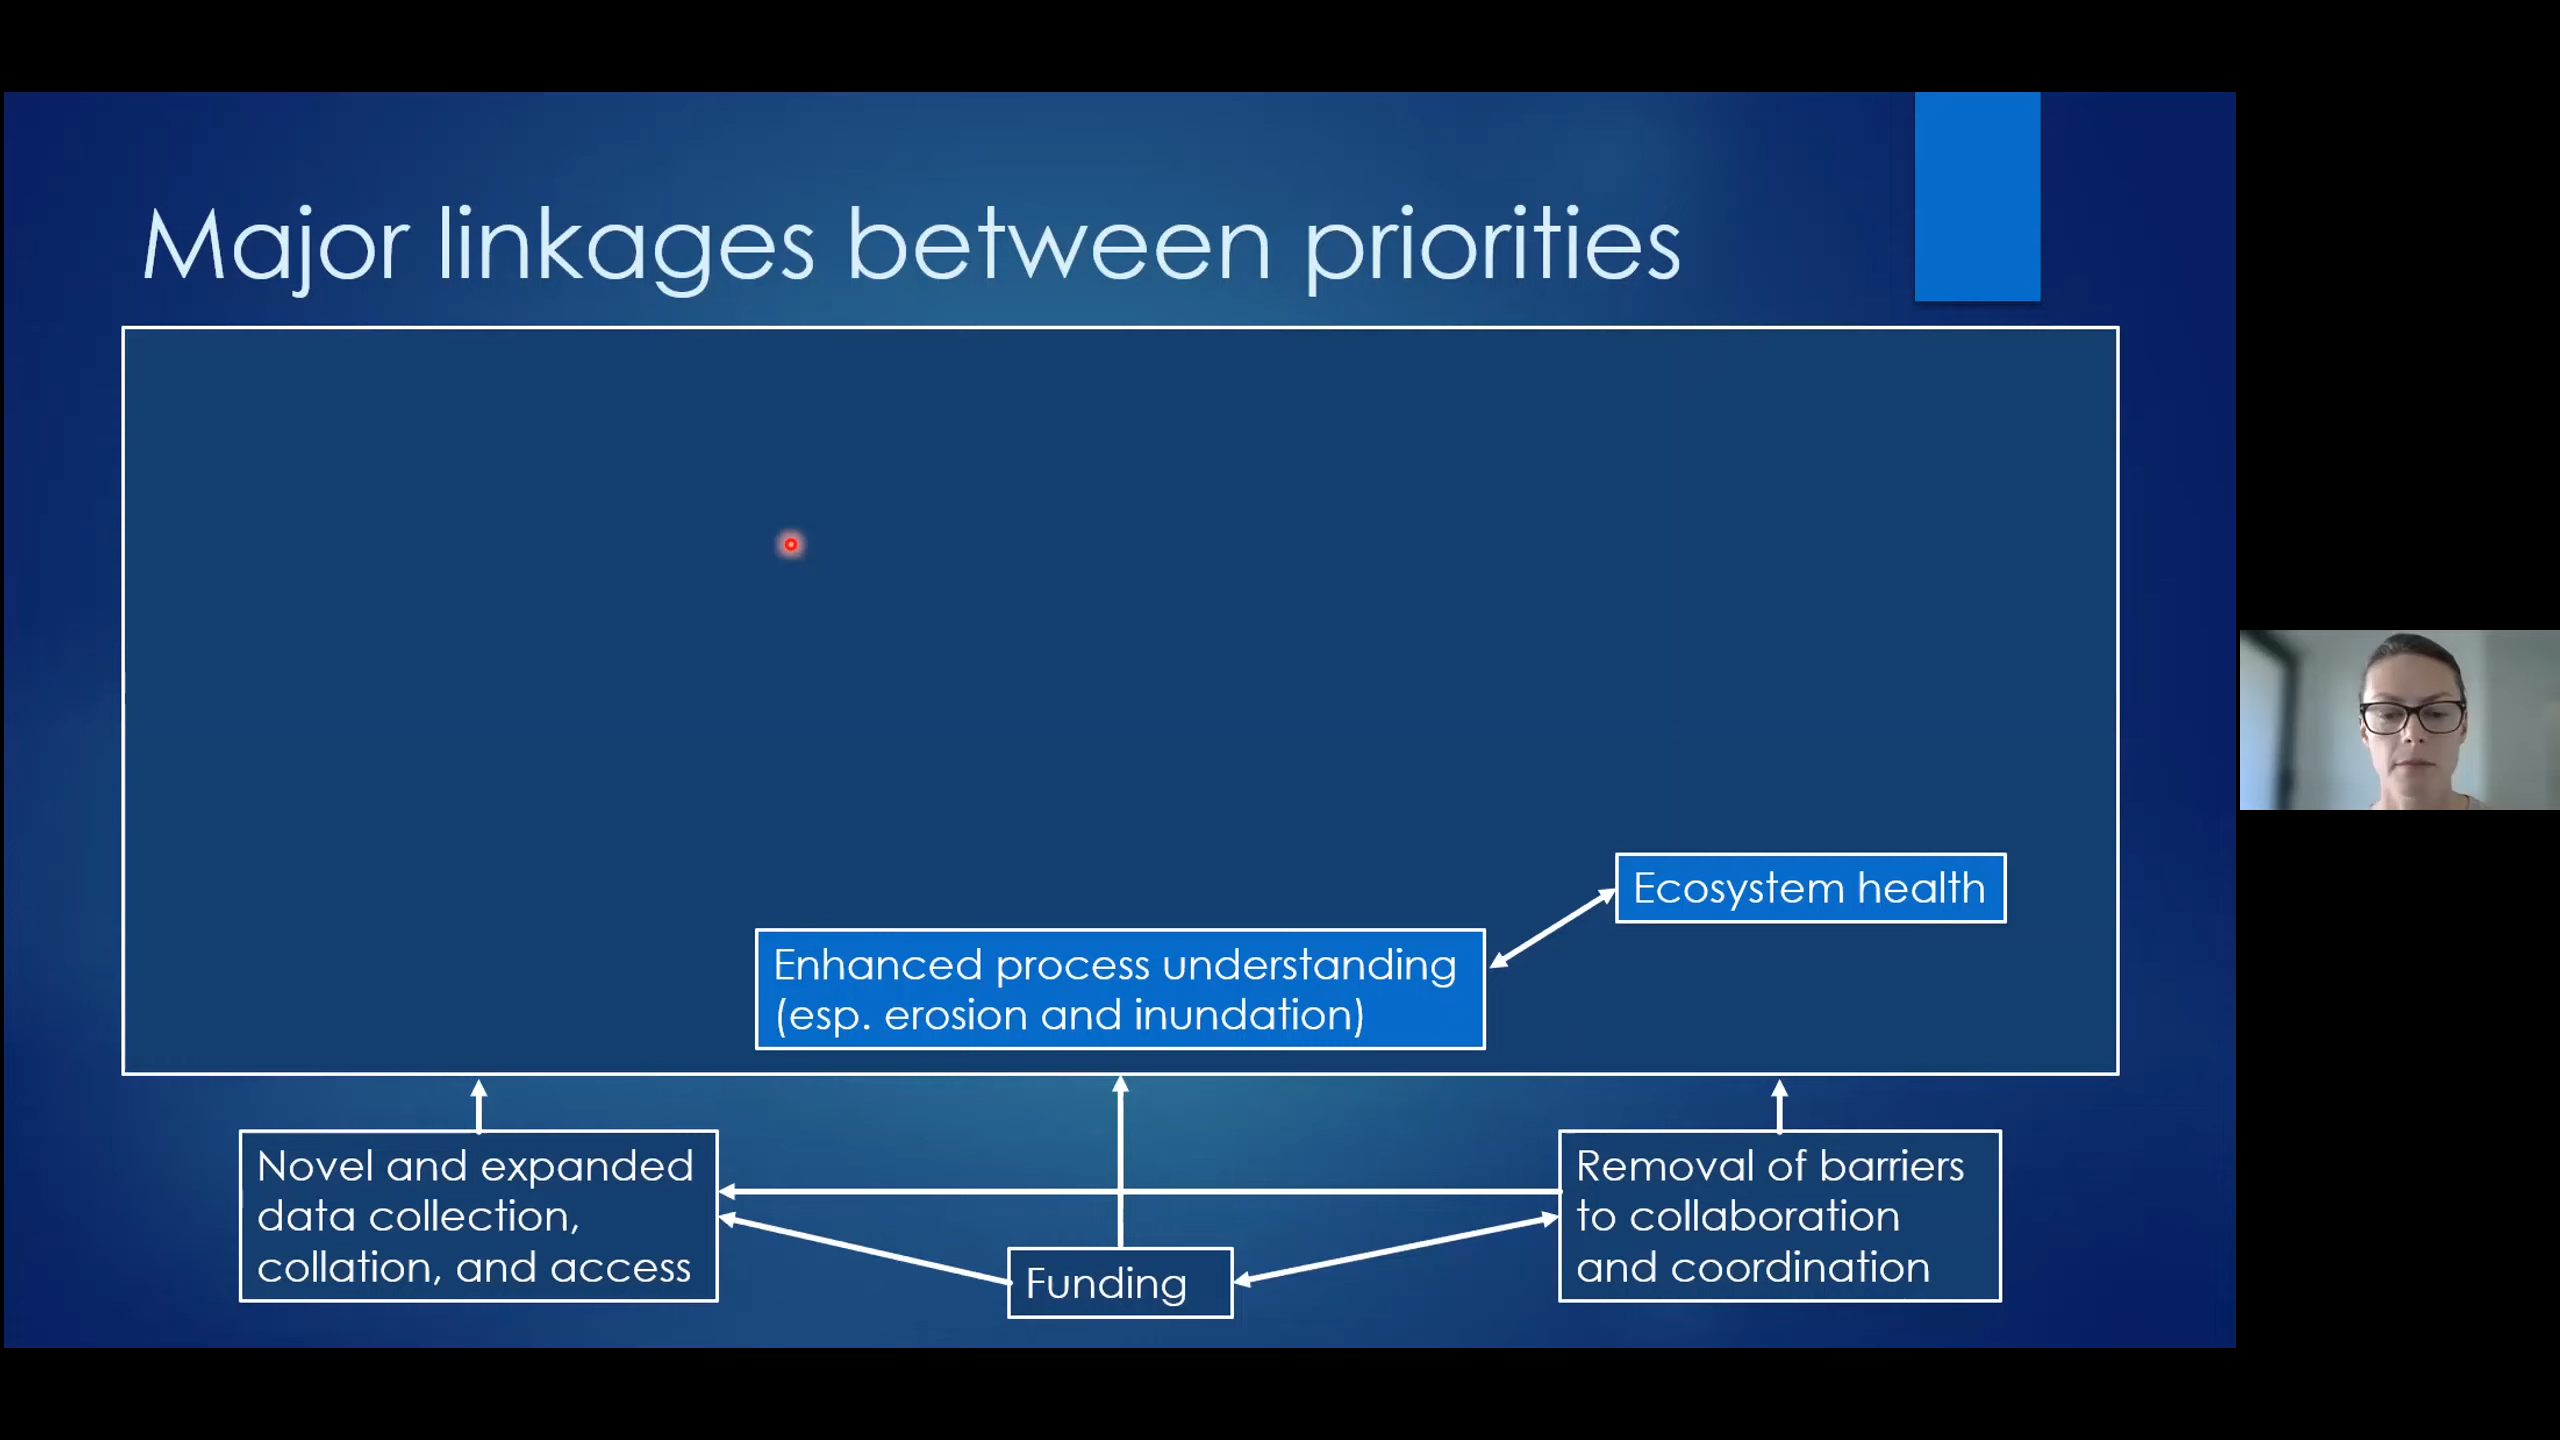 Major linkages between priorities
Ecosystem health
Enhanced process understanding
(esp. erosion and inundation)
Novel and expanded
data collection,
collation, and access
Funding
Removal of barriers
to collaboration
and coordination